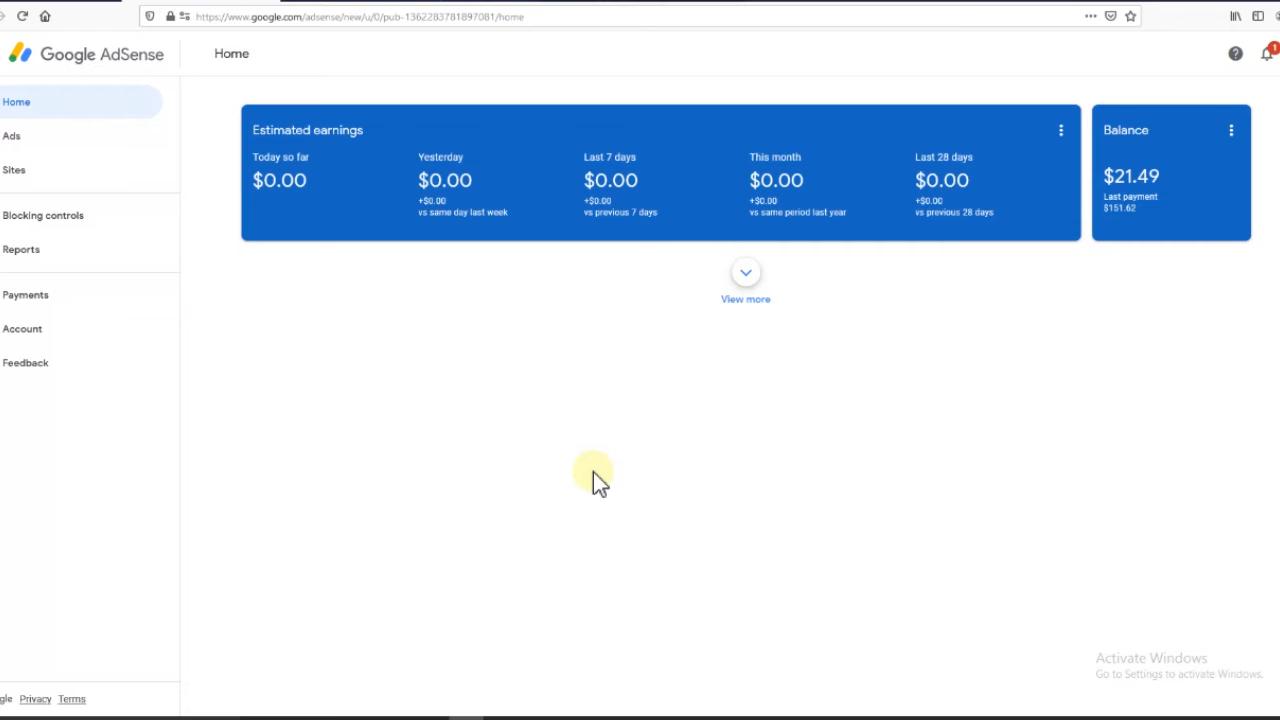 https://www.google.com/adsense/new/u/0/pub-1362283781897081/home
Google AdSense
Home
1
Home
Ads
Sites
Blocking controls
Reports
Payments
Account
Feedback
Estimated earnings
Today so far
$0.00
Yesterday
$0.00
+$0.00
vs same day last week
Last 7 days
$0.00
+$0.00
vs previous 7 days
This month
$0.00
+$0.00
vs same period last year
Last 28 days
$0.00
+$0.00
vs previous 28 days
Balance
$21.49
Last payment
$151.62
View more
Activate Windows
Go to Settings to activate Windows.
gle Privacy Terms